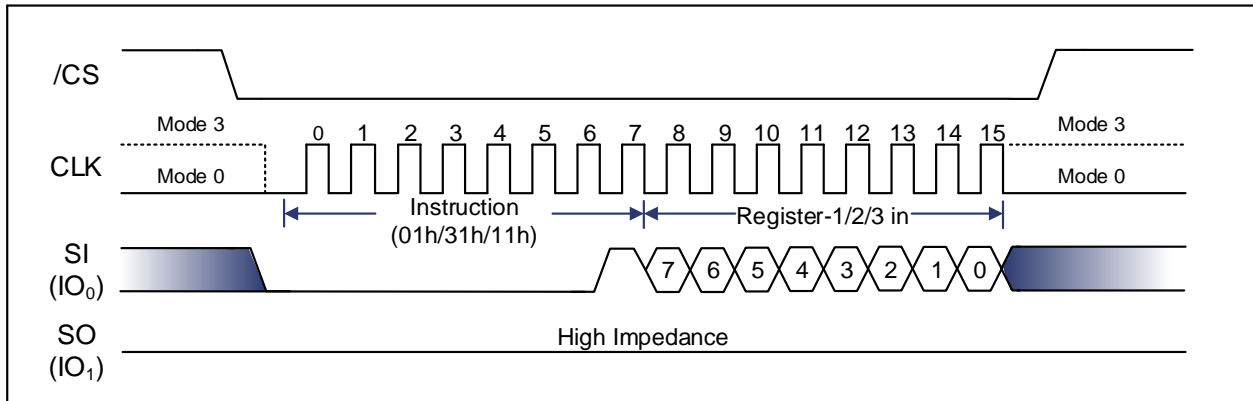 /CS
Mode 3
Mode 0
CLK
0 1 2 3 4 5 6 7 8 9 10 11 12 13 14 15
Mode 3
Mode 0
Instruction
(01h/31h/11h)
Register-1/2/3 in
SI
(IO₀)
7 6 5 4 3 2 1 0
SO
(IO₁)
High Impedance